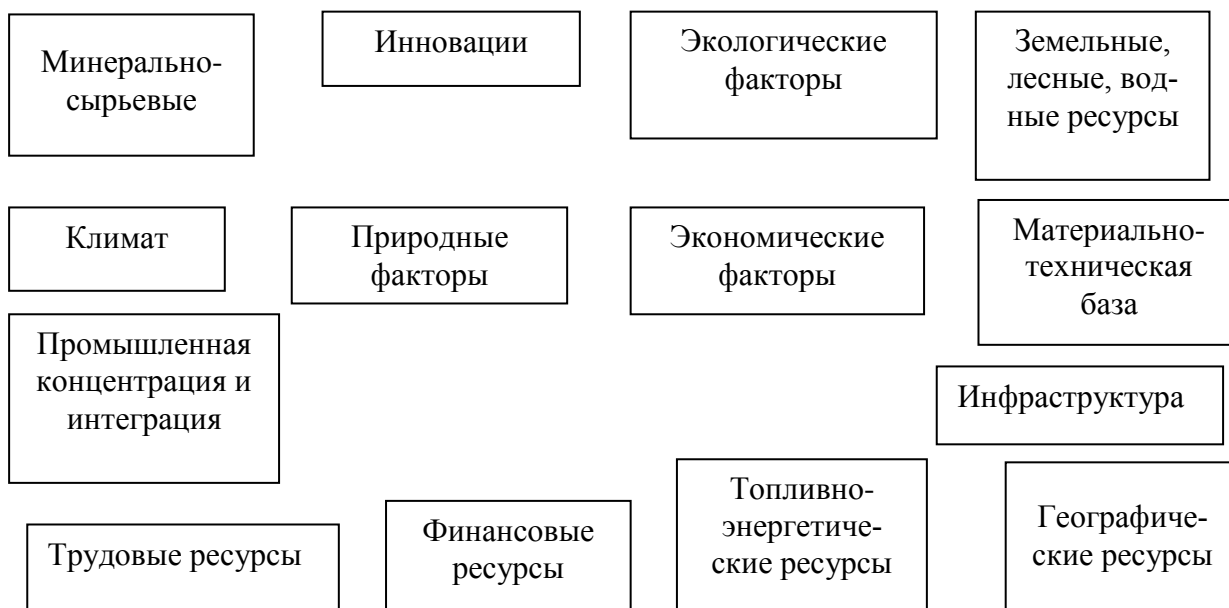 Минерально-
сырьевые
Инновации
Экологические
факторы
Земельные,
лесные, вод-
ные ресурсы
Климат
Природные
факторы
Экономические
факторы
Материально-
техническая
база
Промышленная
концентрация и
интеграция
Инфраструктура
Трудовые ресурсы
Финансовые
ресурсы
Топливно-
энергетиче-
ские ресурсы
Географиче-
ские ресурсы